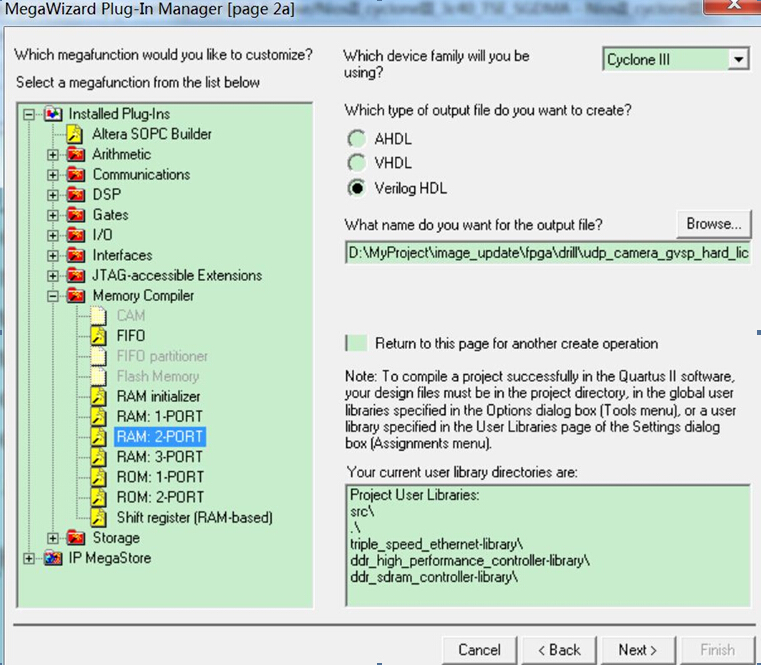 MegaWizard Plug-In Manager [page 2a]
Which megafunction would you like to customize?
Select a megafunction from the list below
Installed Plug-Ins
Altera SOPC Builder
Arithmetic
Communications
DSP
Gates
I/O
Interfaces
JTAG-accessible Extensions
Memory Compiler
CAM
FIFO
FIFO partitioner
Flash Memory
RAM initializer
RAM: 1-PORT
RAM: 2-PORT
RAM: 3-PORT
ROM: 1-PORT
ROM: 2-PORT
Shift register (RAM-based)
Storage
IP MegaStore
Which device family will you be
using?
Cyclone III
Which type of output file do you want to create?
AHDL
VHDL
Verilog HDL
What name do you want for the output file?
Browse...
D:\MyProject\image_update\fpga\drill\udp_camera_gvsp_hard_lic
Return to this page for another create operation
Note: To compile a project successfully in the Quartus II software,
your design files must be in the project directory, in the global user
libraries specified in the Options dialog box (Tools menu), or a user
library specified in the User Libraries page of the Settings dialog
box (Assignments menu).
Your current user library directories are:
Project User Libraries:
src\
.\
triple_speed_ethernet-library\
ddr_high_performance_controller-library\
ddr_sdram_controller-library\
Cancel
< Back
Next >
Finish